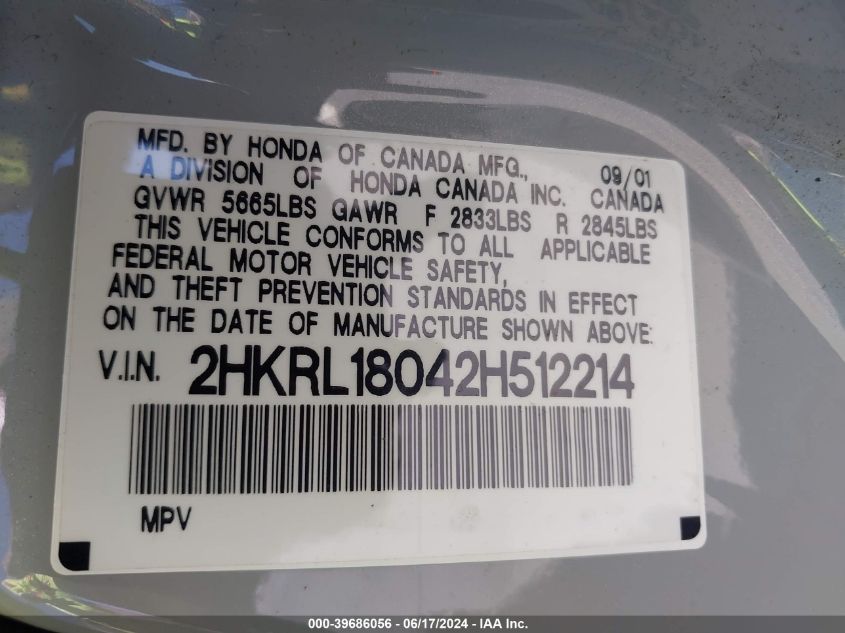 MFD. BY HONDA OF CANADA MFG., 09/01
A DIVISION OF HONDA CANADA INC. CANADA
GVWR 5665LBS GAWR F 2833LBS R 2845LBS
THIS VEHICLE CONFORMS TO ALL APPLICABLE
FEDERAL MOTOR VEHICLE SAFETY,
AND THEFT PREVENTION STANDARDS IN EFFECT
ON THE DATE OF MANUFACTURE SHOWN ABOVE:
V.I.N. 2HKRL18042H512214
MPV
000-39686056 - 06/17/2024 - IAA Inc.